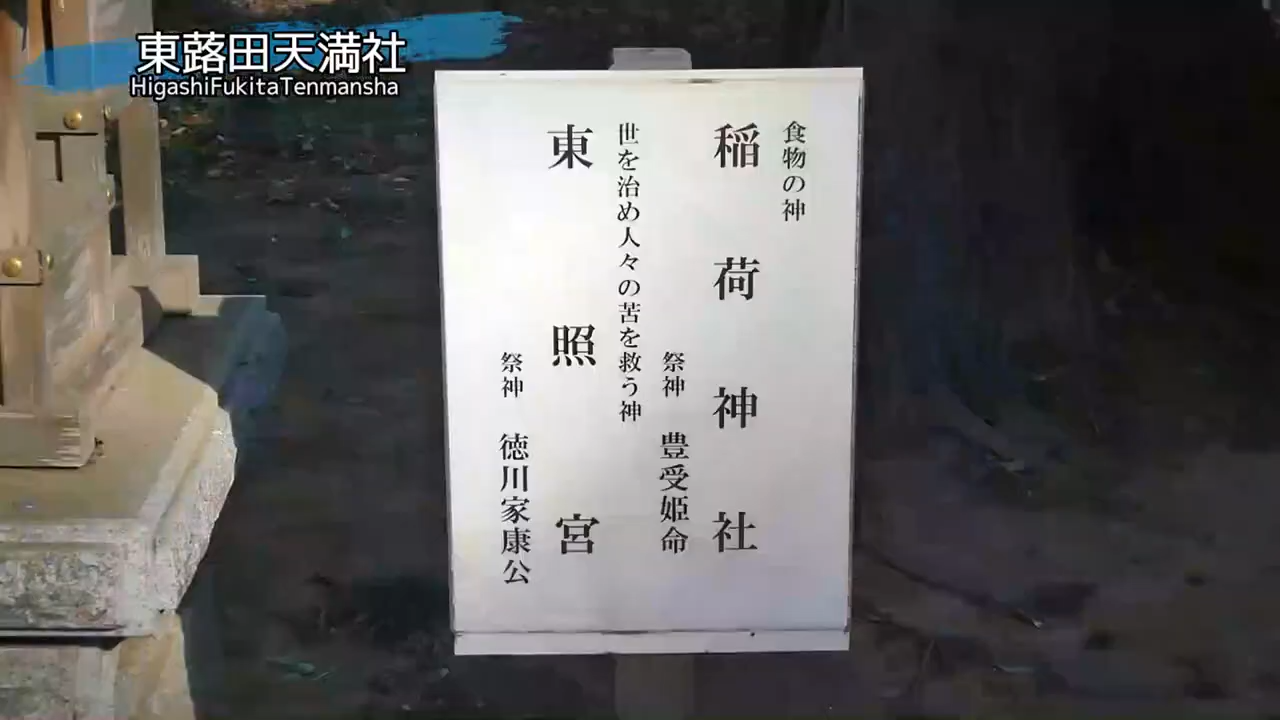 東蕗田天満社
HigashiFukitaTenmansha
食物の神
稲荷神社
祭神 豊受姫命
世を治め人々の苦を救う神
東照宮
祭神 徳川家康公